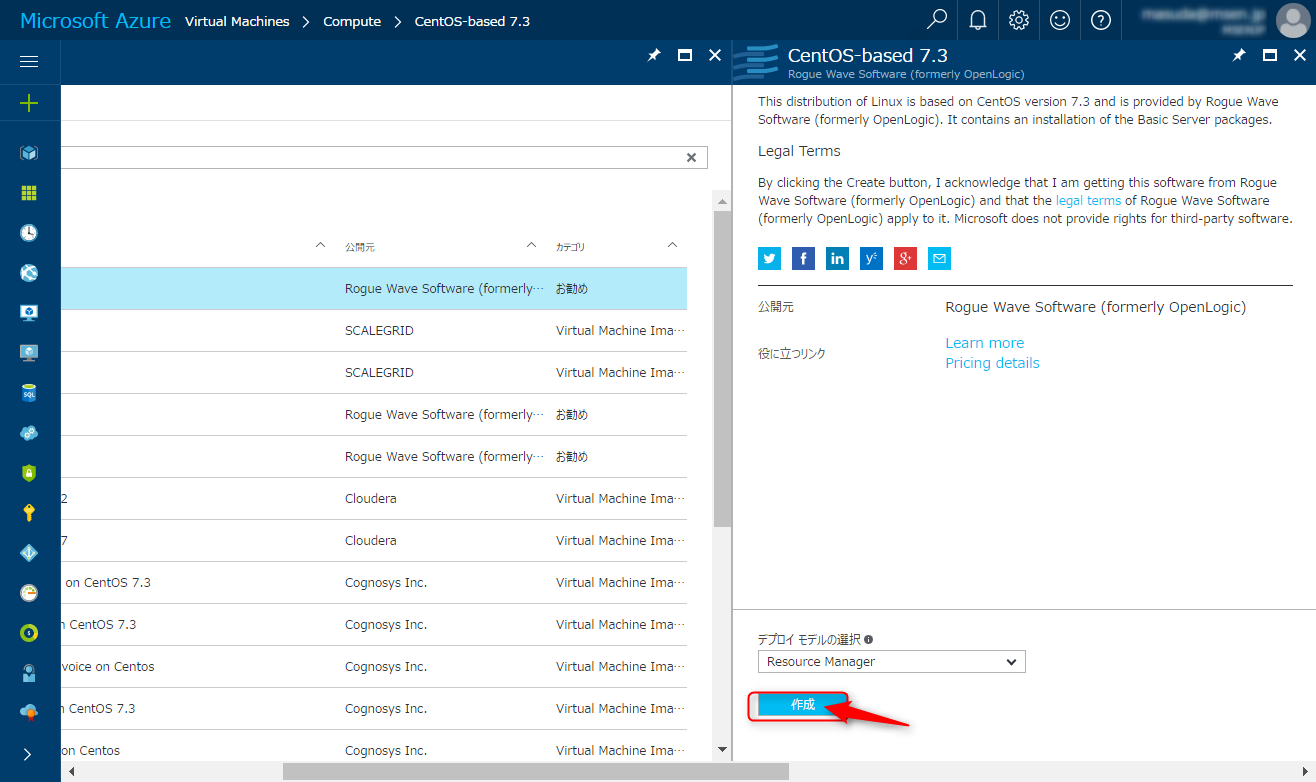 Microsoft Azure Virtual Machines > Compute > CentOS-based 7.3
CentOS-based 7.3
Rogue Wave Software (formerly OpenLogic)
公開元 カテゴリ
Rogue Wave Software (formerly··· お勧め
SCALEGRID Virtual Machine Ima···
SCALEGRID Virtual Machine Ima···
Rogue Wave Software (formerly··· お勧め
Rogue Wave Software (formerly··· お勧め
2 Cloudera Virtual Machine Ima···
7 Cloudera Virtual Machine Ima···
on CentOS 7.3 Cognosys Inc. Virtual Machine Ima···
CentOS 7.3 Cognosys Inc. Virtual Machine Ima···
voice on Centos Cognosys Inc. Virtual Machine Ima···
CentOS 7.3 Cognosys Inc. Virtual Machine Ima···
on Centos Cognosys Inc. Virtual Machine Ima···
This distribution of Linux is based on CentOS version 7.3 and is provided by Rogue Wave
Software (formerly OpenLogic). It contains an installation of the Basic Server packages.
Legal Terms
By clicking the Create button, I acknowledge that I am getting this software from Rogue
Wave Software (formerly OpenLogic) and that the legal terms of Rogue Wave Software
(formerly OpenLogic) apply to it. Microsoft does not provide rights for third-party software.
公開元 Rogue Wave Software (formerly OpenLogic)
役に立つリンク
Learn more
Pricing details
デプロイ モデルの選択
Resource Manager
作成